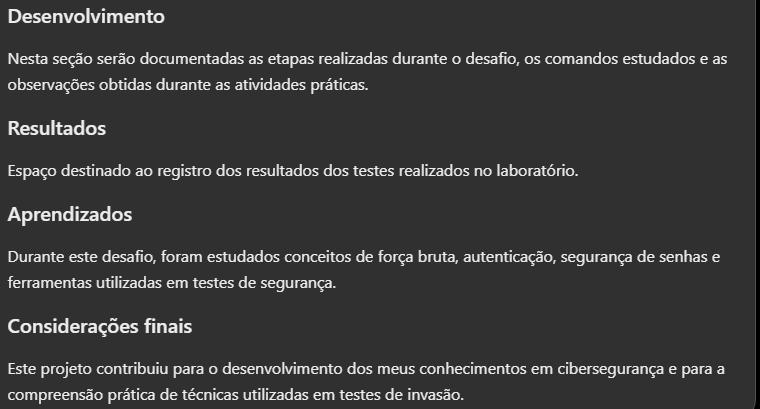 Desenvolvimento
Nesta seção serão documentadas as etapas realizadas durante o desafio, os comandos estudados e as
observações obtidas durante as atividades práticas.
Resultados
Espaço destinado ao registro dos resultados dos testes realizados no laboratório.
Aprendizados
Durante este desafio, foram estudados conceitos de força bruta, autenticação, segurança de senhas e
ferramentas utilizadas em testes de segurança.
Considerações finais
Este projeto contribuiu para o desenvolvimento dos meus conhecimentos em cibersegurança e para a
compreensão prática de técnicas utilizadas em testes de invasão.